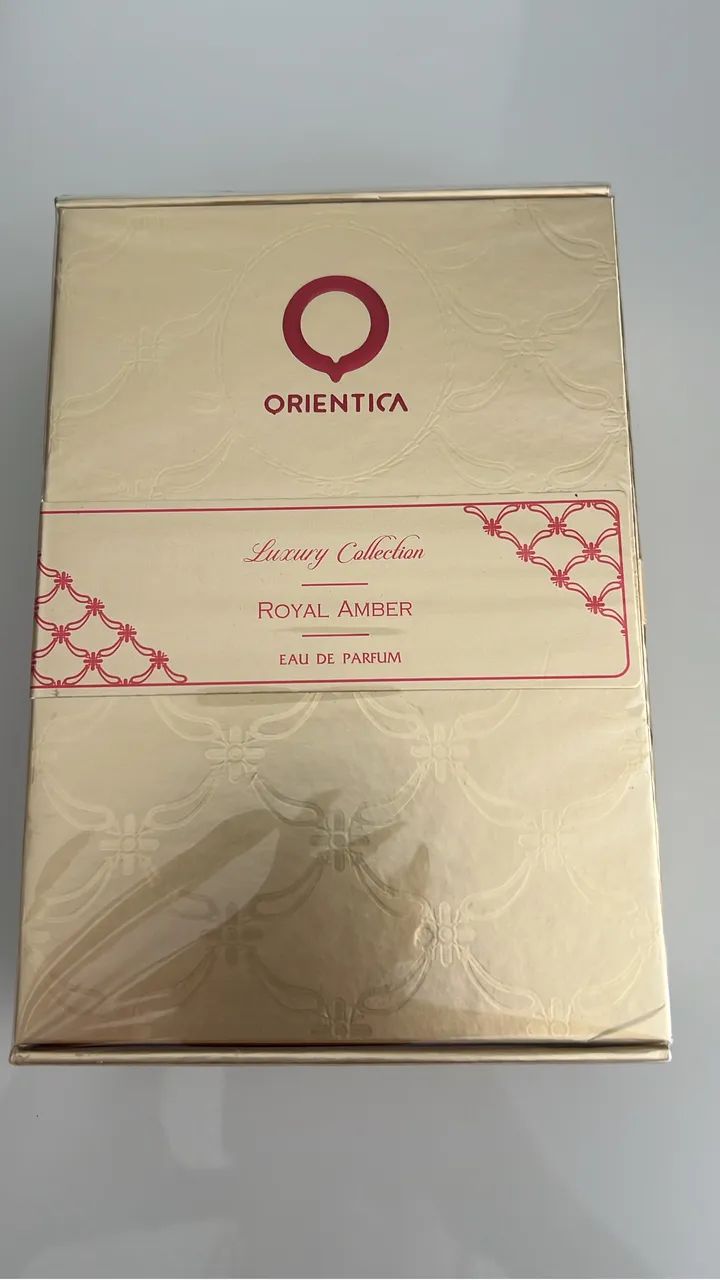 ORIENTICA
Luxury Collection
ROYAL AMBER
EAU DE PARFUM